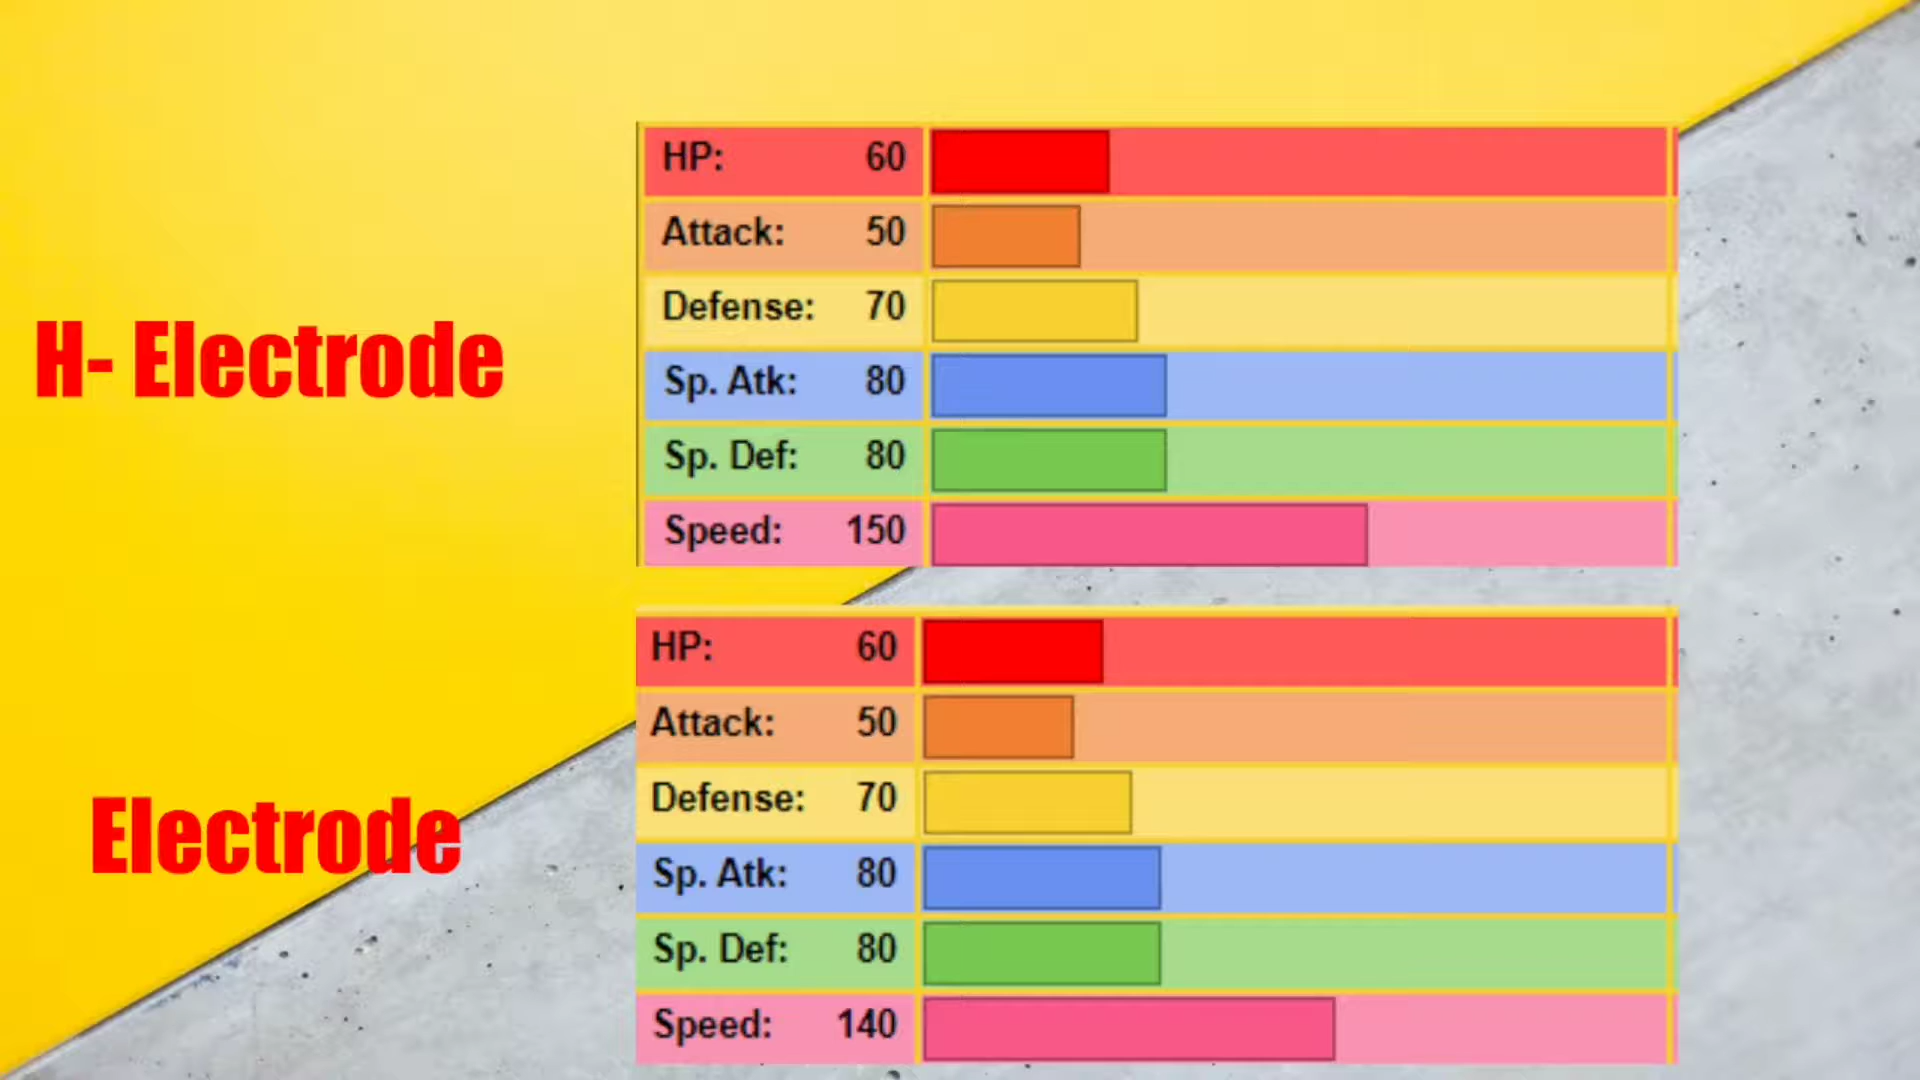 H- Electrode
HP: 60
Attack: 50
Defense: 70
Sp. Atk: 80
Sp. Def: 80
Speed: 150
Electrode
HP: 60
Attack: 50
Defense: 70
Sp. Atk: 80
Sp. Def: 80
Speed: 140